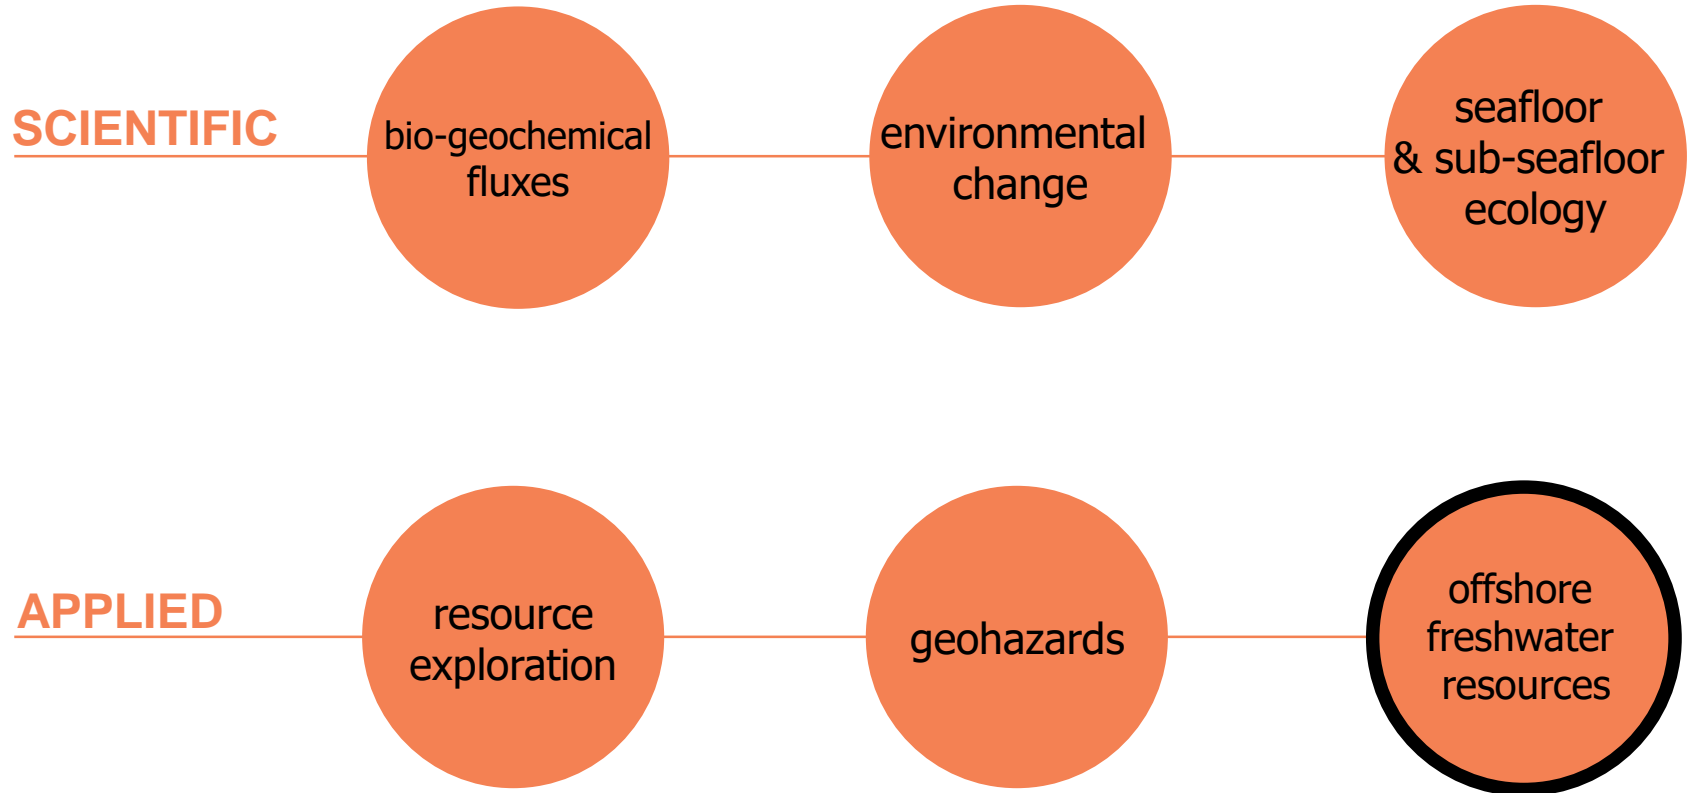 SCIENTIFIC
bio-geochemical
fluxes
environmental
change
seafloor
& sub-seafloor
ecology
APPLIED
resource
exploration
geohazards
offshore
freshwater
resources